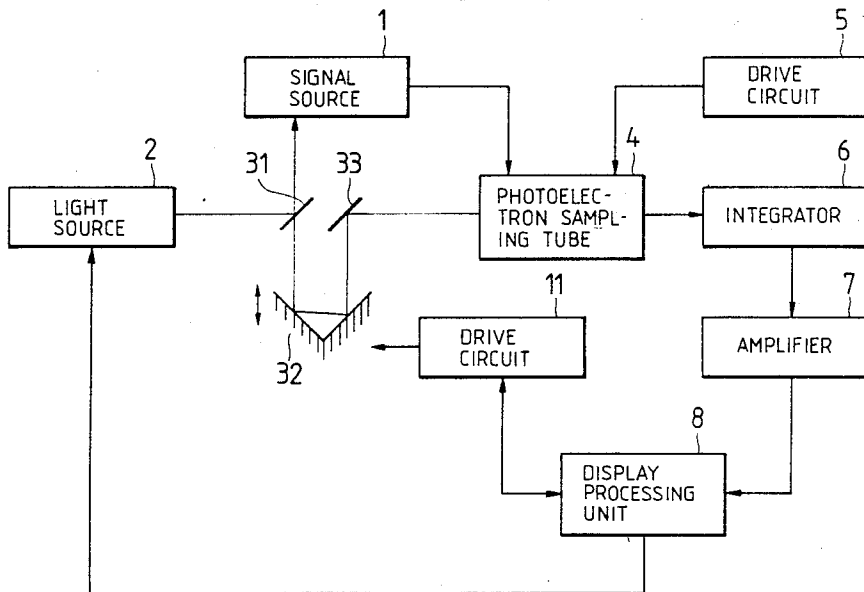 1
SIGNAL
SOURCE
5
DRIVE
CIRCUIT
2
LIGHT
SOURCE
31
33
4
PHOTOELEC-
TRON SAMPL-
ING TUBE
6
INTEGRATOR
32
11
DRIVE
CIRCUIT
7
AMPLIFIER
8
DISPLAY
PROCESSING
UNIT